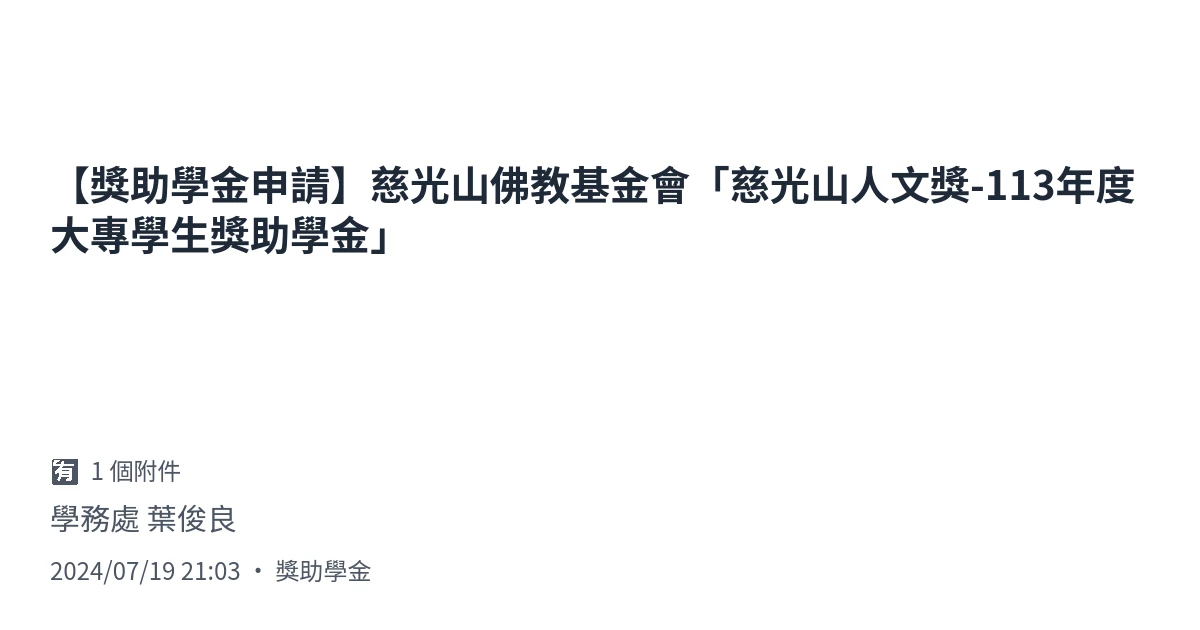 【獎助學金申請】慈光山佛教基金會「慈光山人文獎-113年度
大專學生獎助學金」
有 1 個附件
學務處 葉俊良
2024/07/19 21:03 • 獎助學金